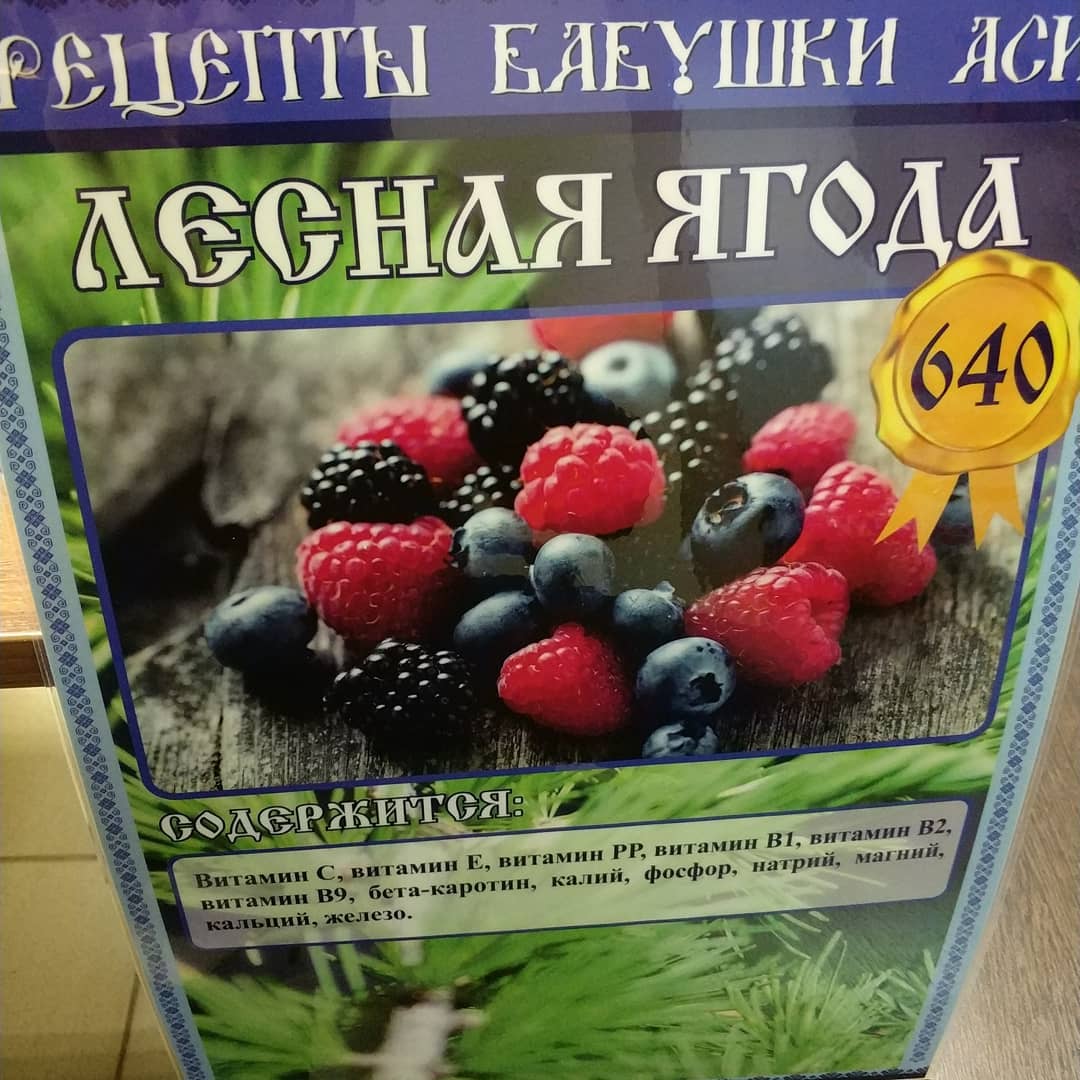 РЕЦЕПТЫ БАБУШКИ АСИ
ЛЕСНАЯ ЯГОДА
640
СОДЕРЖИТСЯ:
Витамин С, витамин Е, витамин РР, витамин В1, витамин В2,
витамин В9, бета-каротин, калий, фосфор, натрий, магний,
кальций, железо.